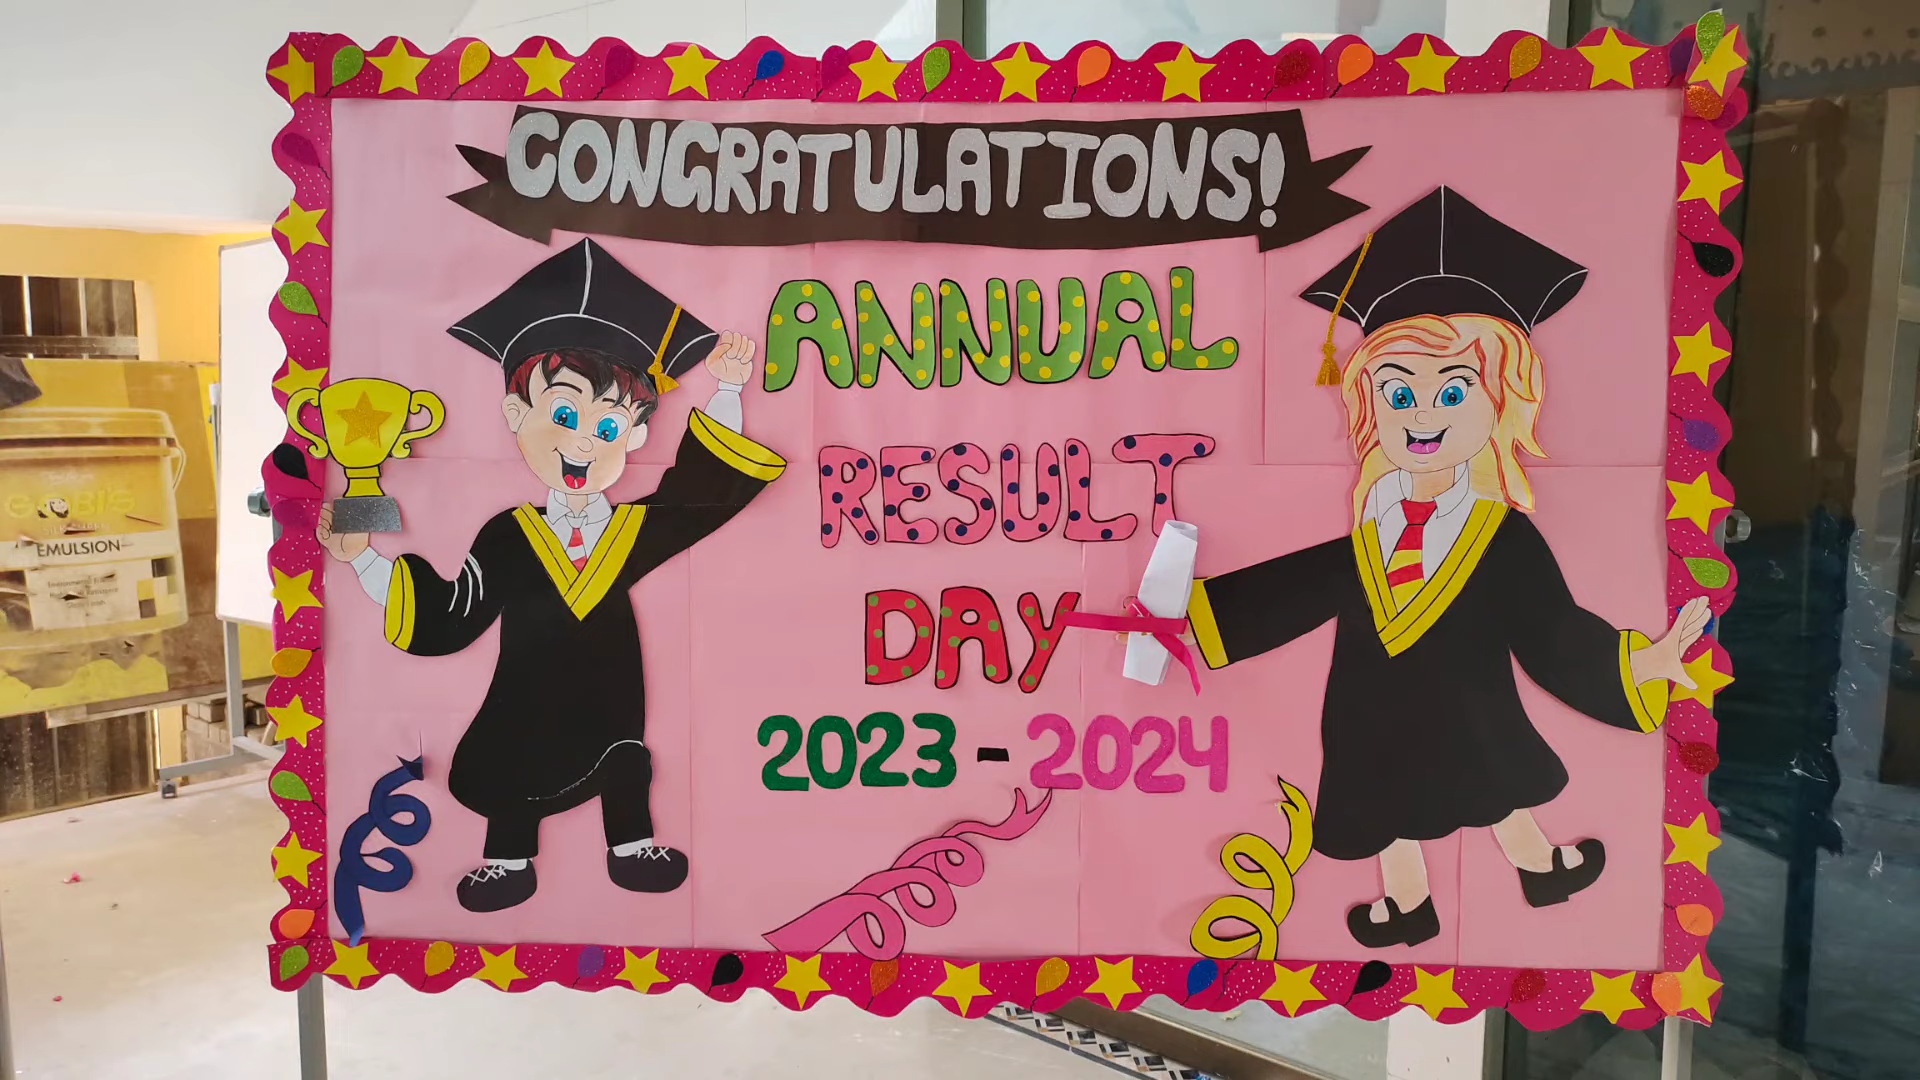 CONGRATULATIONS!
ANNUAL
RESULT
DAY
2023-2024
EMULSION